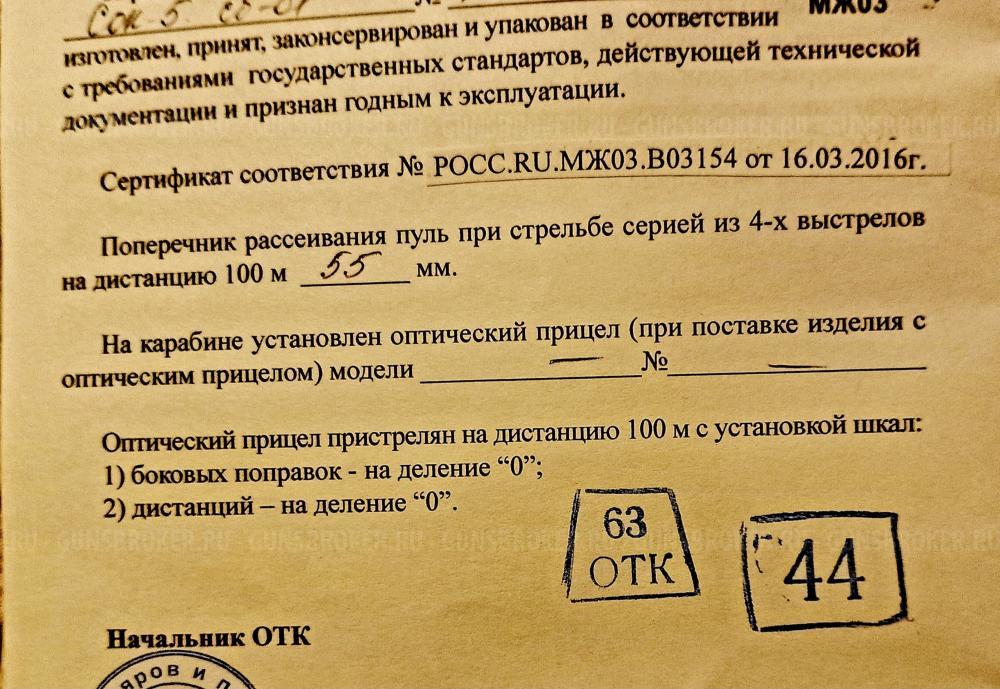 №
МЖ03
изготовлен, принят, законсервирован и упакован в соответствии
с требованиями государственных стандартов, действующей технической
документации и признан годным к эксплуатации.
Сертификат соответствия № РОСС.RU.МЖ03.В03154 от 16.03.2016г.
Поперечник рассеивания пуль при стрельбе серией из 4-х выстрелов
на дистанцию 100 м 55 мм.
На карабине установлен оптический прицел (при поставке изделия с
оптическим прицелом) модели — № —
Оптический прицел пристрелян на дистанцию 100 м с установкой шкал:
1) боковых поправок - на деление “0”;
2) дистанций – на деление “0”.
63
ОТК
44
Начальник ОТК